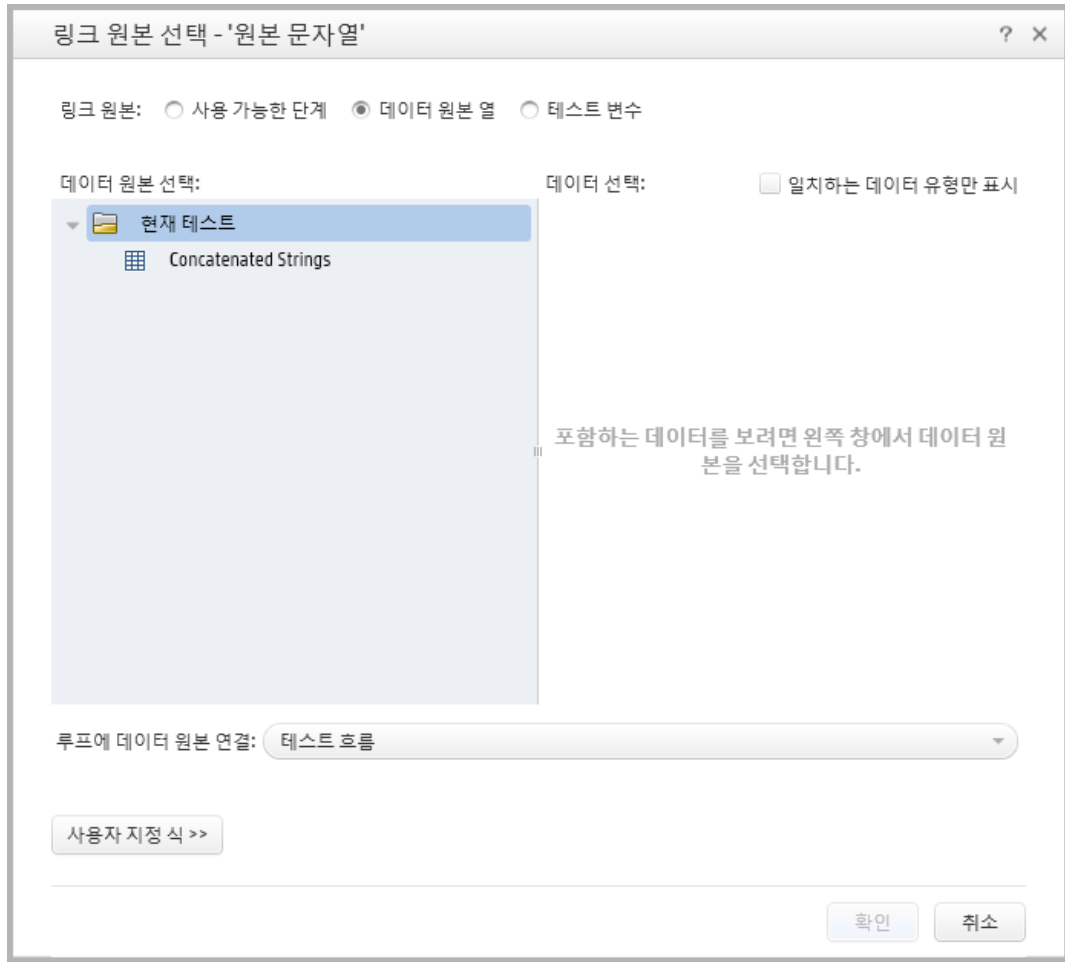 링크 원본 선택 - '원본 문자열'
? ×
링크 원본: 사용 가능한 단계 데이터 원본 열 테스트 변수
데이터 원본 선택: 데이터 선택: 일치하는 데이터 유형만 표시
현재 테스트
Concatenated Strings
포함하는 데이터를 보려면 왼쪽 창에서 데이터 원
본을 선택합니다.
루프에 데이터 원본 연결: 테스트 흐름
사용자 지정 식 >>
확인 취소